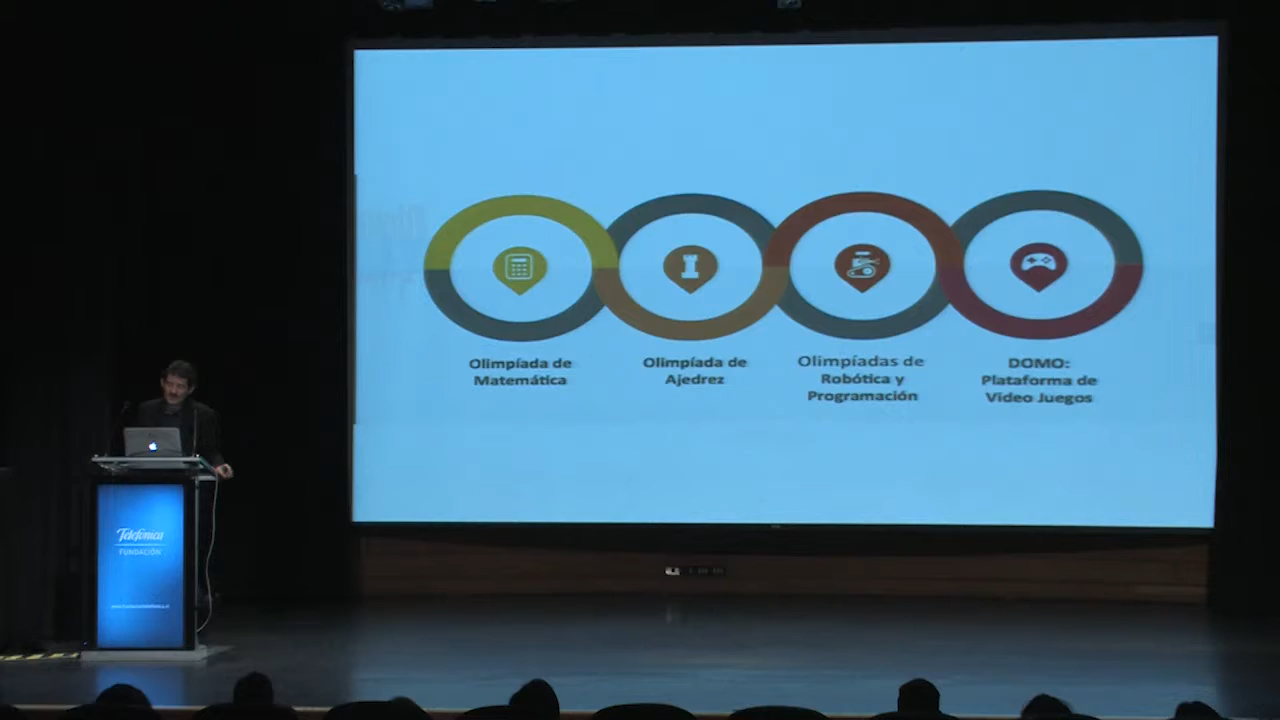 Olimpíada de
Matemática
Olimpíada de
Ajedrez
Olimpíadas de
Robótica y
Programación
DOMO:
Plataforma de
Video Juegos
Telefónica
FUNDACIÓN